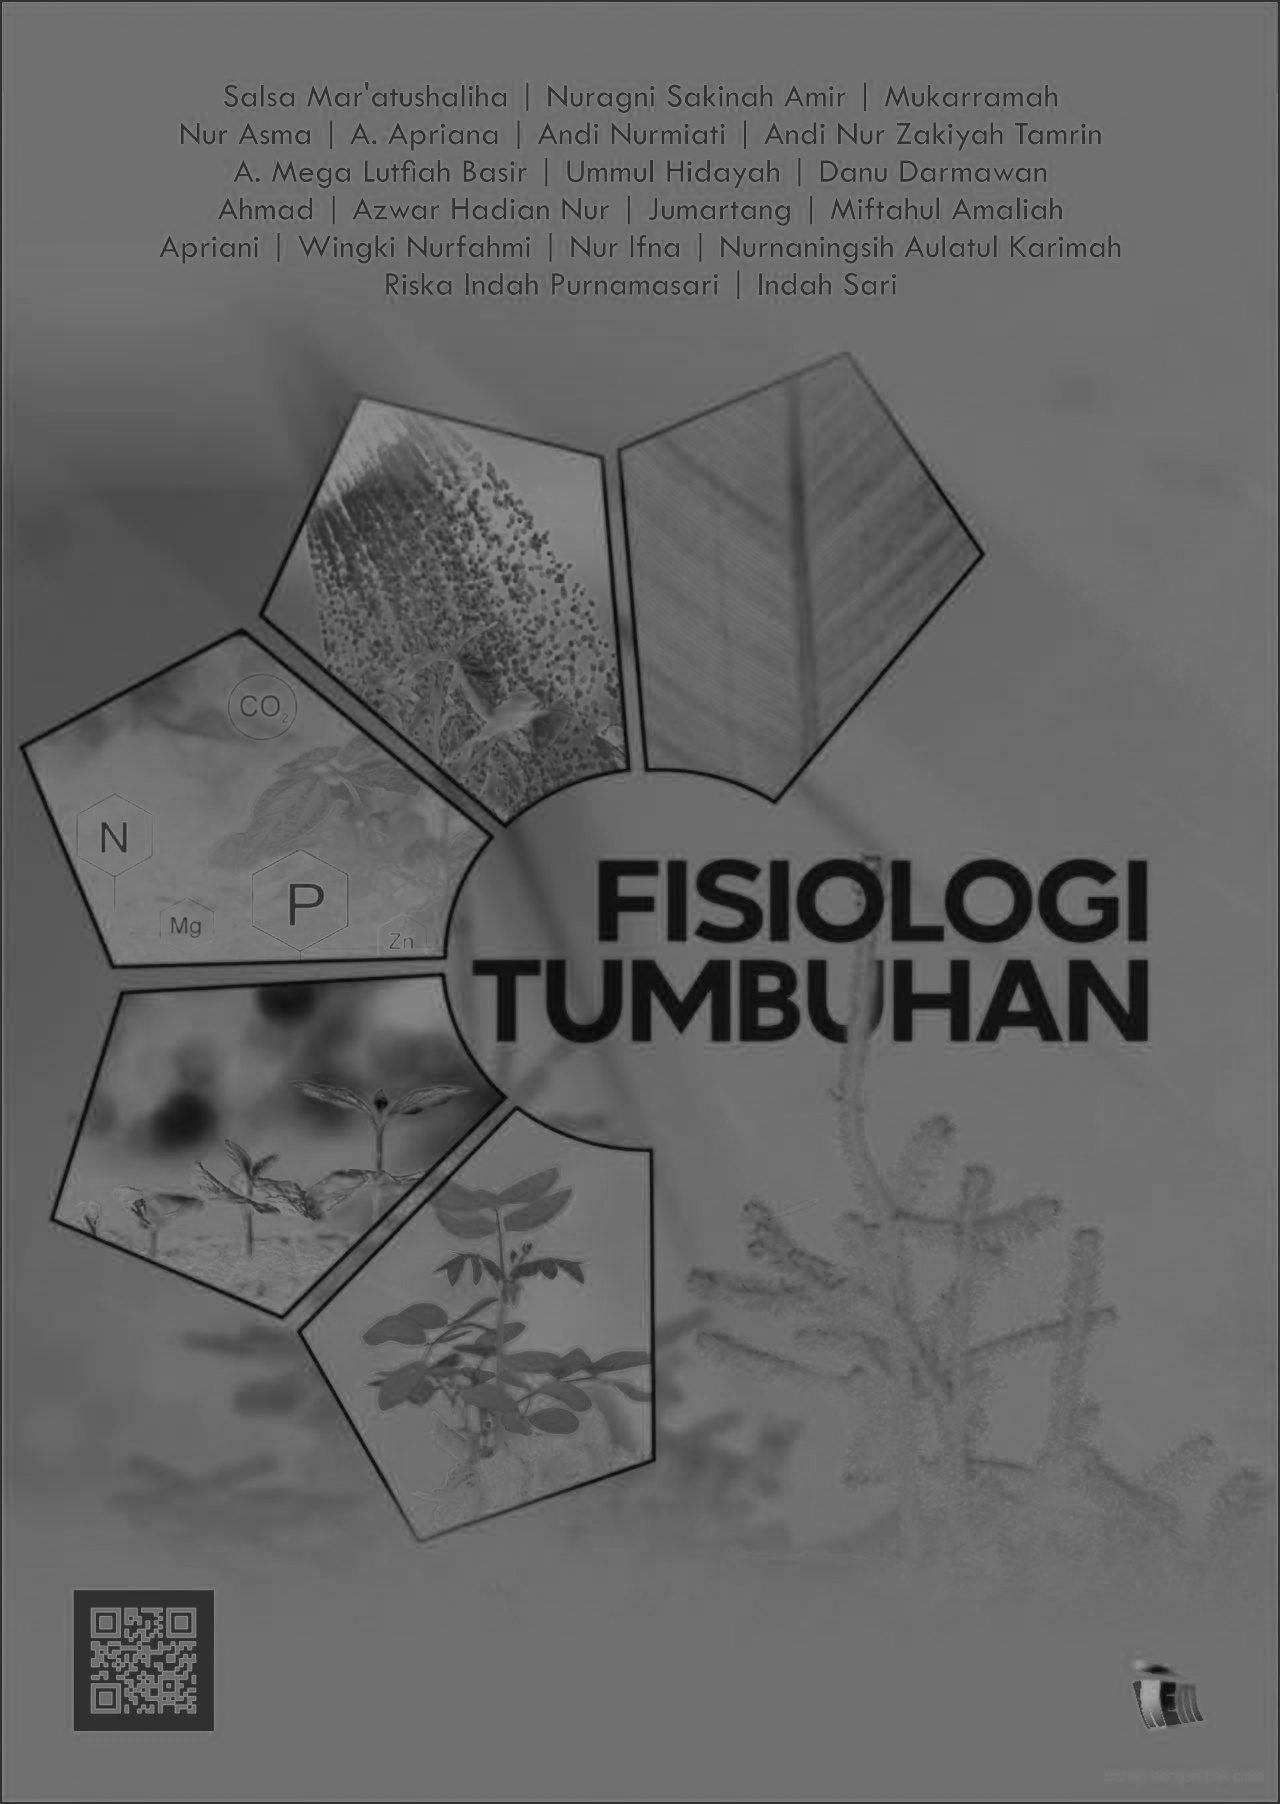 Salsa Mar'atushaliha | Nuragni Sakinah Amir | Mukarramah
Nur Asma | A. Apriana | Andi Nurmiati | Andi Nur Zakiyah Tamrin
A. Mega Lutfiah Basir | Ummul Hidayah | Danu Darmawan
Ahmad | Azwar Hadian Nur | Jumartang | Miftahul Amaliah
Apriani | Wingki Nurfahmi | Nur Ifna | Nurnaningsih Aulatul Karimah
Riska Indah Purnamasari | Indah Sari
CO₂
N
P
Mg
Zn
FISIOLOGI
TUMBUHAN